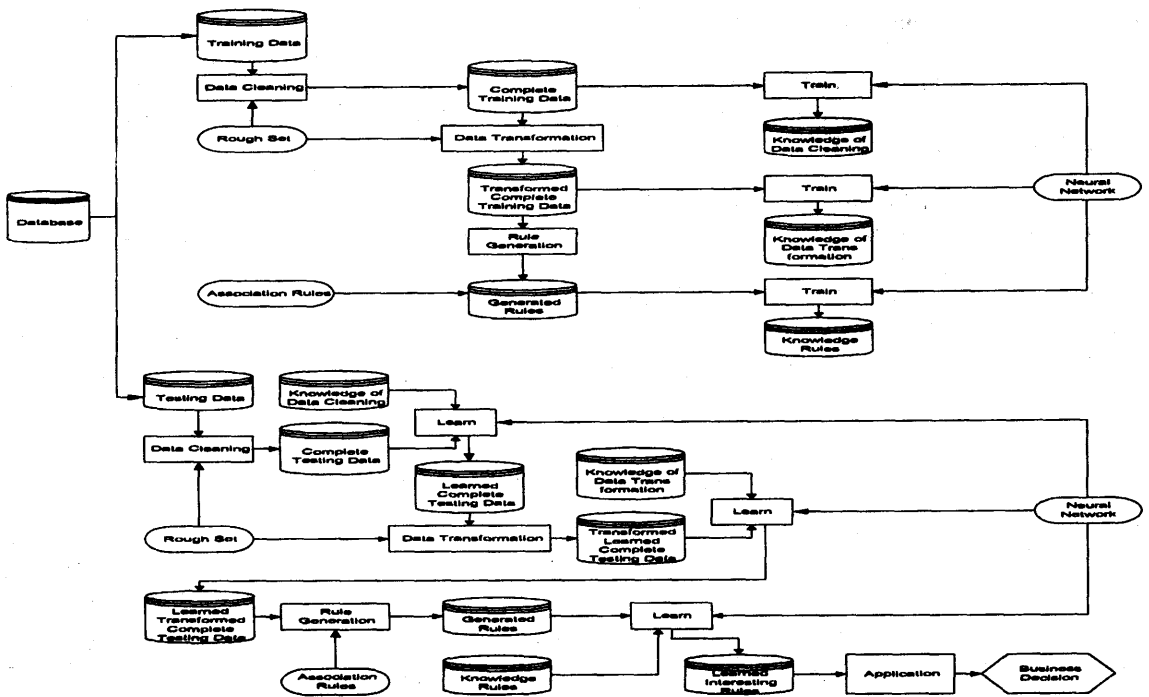 Training Data
Data Cleaning
Complete
Training Data
Train
Rough Set
Data Transformation
Knowledge of
Data Cleaning
Database
Transformed
Complete
Training Data
Train
Neural
Network
Rule
Generation
Knowledge of
Data Trans
formation
Association Rules
Generated
Rules
Train
Knowledge
Rules
Testing Data
Knowledge of
Data Cleaning
Learn
Data Cleaning
Complete
Testing Data
Learned
Complete
Testing Data
Knowledge of
Data Trans
formation
Learn
Neural
Network
Rough Set
Data Transformation
Transformed
Learned
Complete
Testing Data
Learned
Transformed
Complete
Testing Data
Rule
Generation
Generated
Rules
Learn
Association
Rules
Knowledge Rules
Learned
Interesting
Rules
Application
Business
Decision